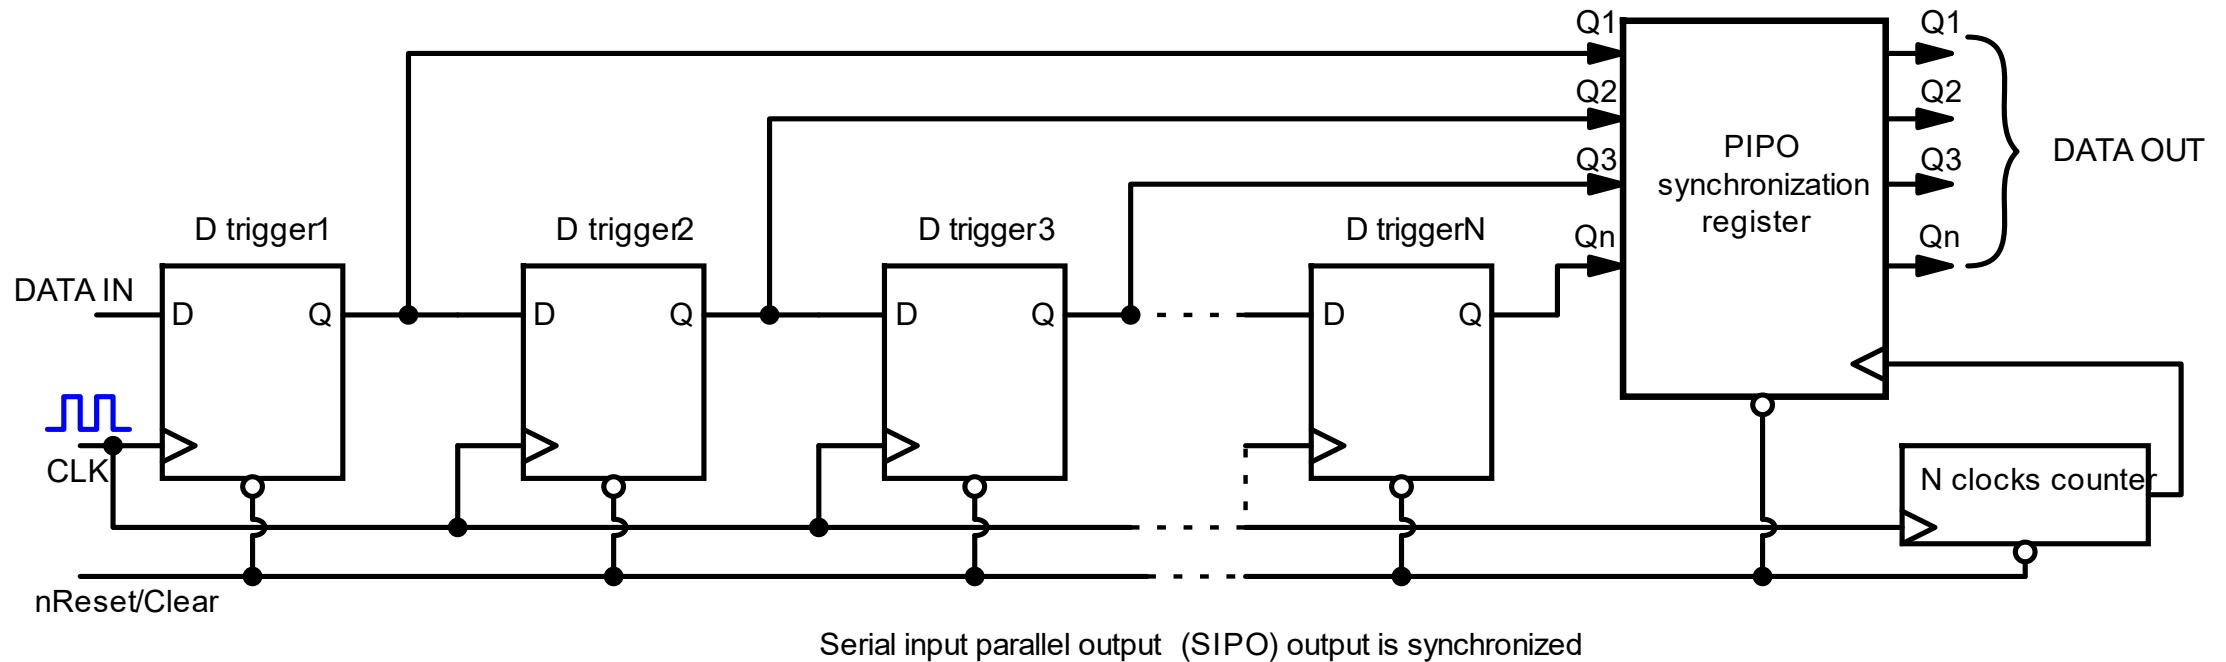 Q1
Q1
Q2
Q2
PIPO
synchronization
register
DATA OUT
Q3
Q3
D trigger1
D trigger2
D trigger3
D triggerN
Qn
Qn
DATA IN
D
Q
D
Q
D
Q
D
Q
CLK
N clocks counter
nReset/Clear
Serial input parallel output (SIPO) output is synchronized